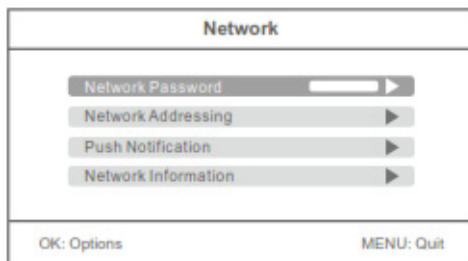 Network
Network Password
Network Addressing
Push Notification
Network Information
OK: Options MENU: Quit